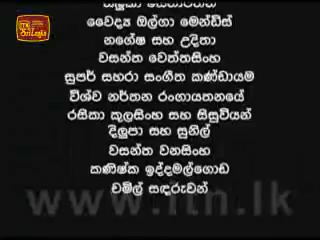 වෛද්‍ය ඔල්ගා මෙන්ඩිස්
නගේෂ සහ උදිතා
වසන්ත වෙත්තසිංහ
සුපර් සහරා සංගීත කණ්ඩායම
විශ්ව නර්තන රංගායතනයේ
රසිකා කුලසිංහ සහ සිසුවියන්
දිලුපා සහ සුනිල්
වසන්ත වනසිංහ
කණිෂ්ක ඉද්දමල්ගොඩ
චමිල් සඳරුවන්
www.itn.lk